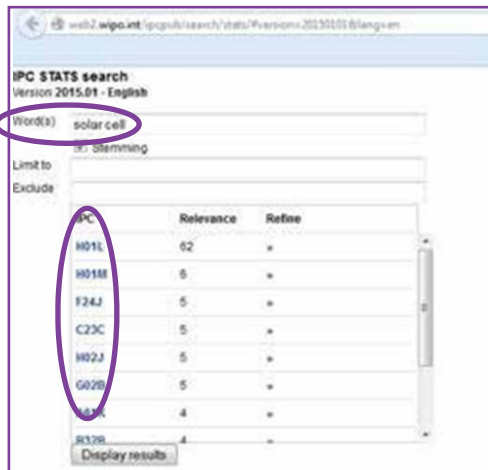 web2.wipo.int/ipcpub/search/stats/#version=20150101&lang=en
IPC STATS search
Version 2015.01 - English
Word(s) solar cell
Stemming
Limit to
Exclude
IPC Relevance Refine
H01L 62 »
H01M 6 »
F24J 5 »
C23C 5 »
H02J 5 »
G02B 5 »
4
B32B 4
Display results